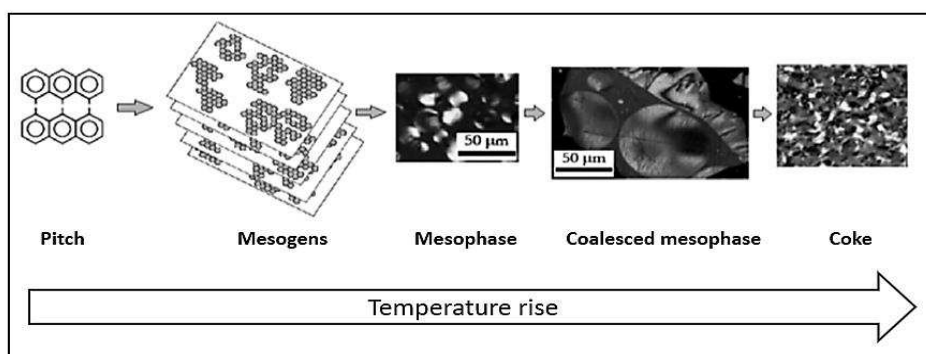 50 µm
50 µm
Pitch
Mesogens
Mesophase
Coalesced mesophase
Coke
Temperature rise